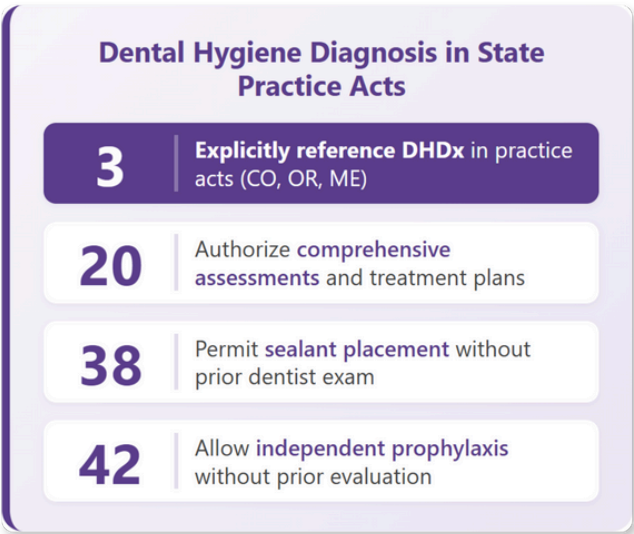 Dental Hygiene Diagnosis in State
Practice Acts
3
Explicitly reference DHDx in practice
acts (CO, OR, ME)
20
Authorize comprehensive
assessments and treatment plans
38
Permit sealant placement without
prior dentist exam
42
Allow independent prophylaxis
without prior evaluation